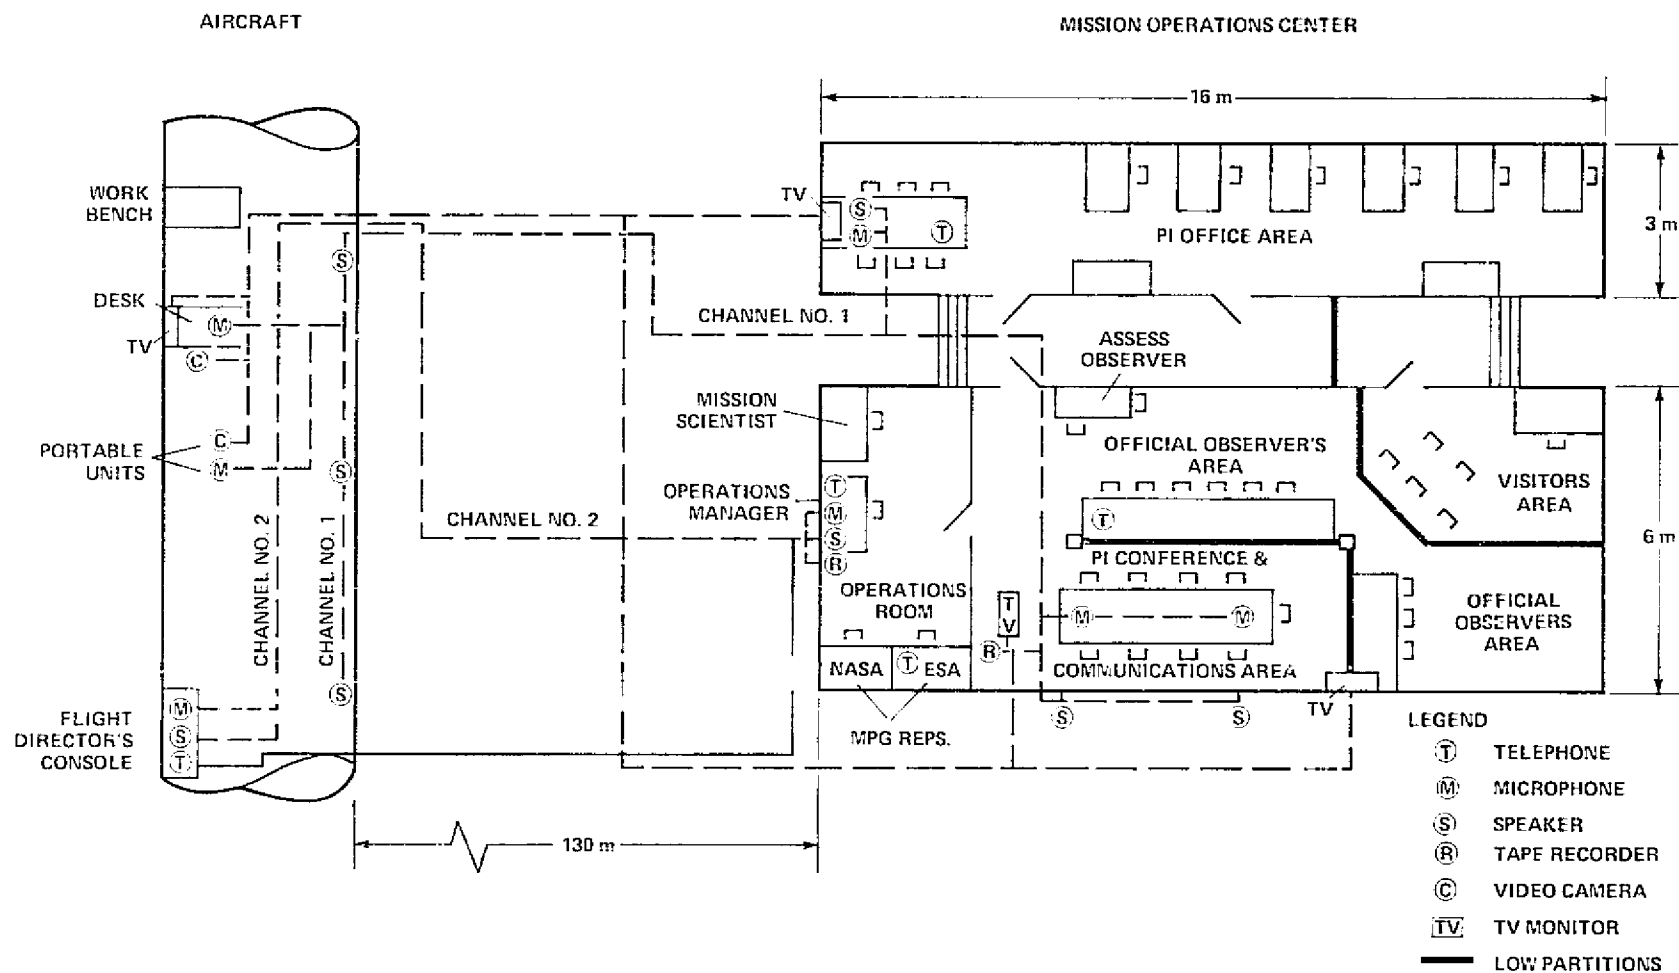 AIRCRAFT
MISSION OPERATIONS CENTER
16 m
WORK
BENCH
TV
S
M
T
PI OFFICE AREA
3 m
S
DESK
M
TV
C
CHANNEL NO. 1
ASSESS
OBSERVER
MISSION
SCIENTIST
PORTABLE
UNITS
C
M
S
OFFICIAL OBSERVER'S
AREA
VISITORS
AREA
OPERATIONS
MANAGER
T
M
S
R
CHANNEL NO. 2
T
6 m
CHANNEL NO. 2
CHANNEL NO. 1
PI CONFERENCE &
OPERATIONS
ROOM
TV
M
M
OFFICIAL
OBSERVERS
AREA
R
COMMUNICATIONS AREA
NASA
T
ESA
S
M
S
T
FLIGHT
DIRECTOR'S
CONSOLE
MPG REPS.
S
S
TV
130 m
LEGEND
T TELEPHONE
M MICROPHONE
S SPEAKER
R TAPE RECORDER
C VIDEO CAMERA
TV TV MONITOR
LOW PARTITIONS